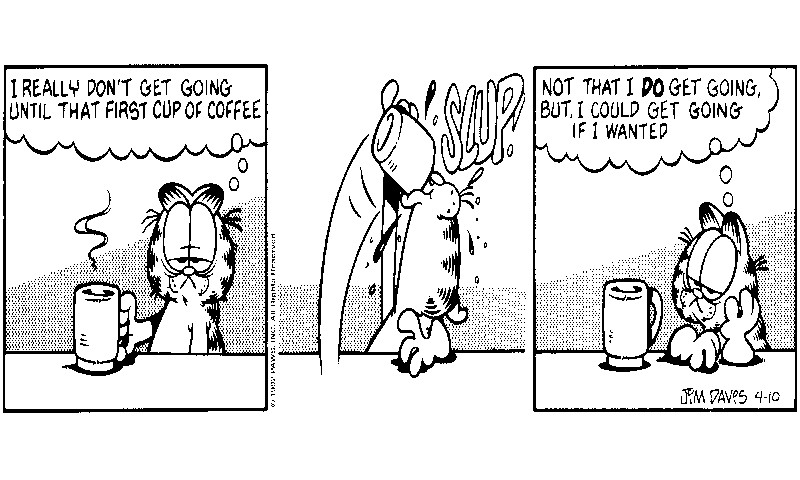 I REALLY DON'T GET GOING
UNTIL THAT FIRST CUP OF COFFEE
SLUP!
NOT THAT I DO GET GOING,
BUT, I COULD GET GOING
IF I WANTED
JIM DAVIS 4-10